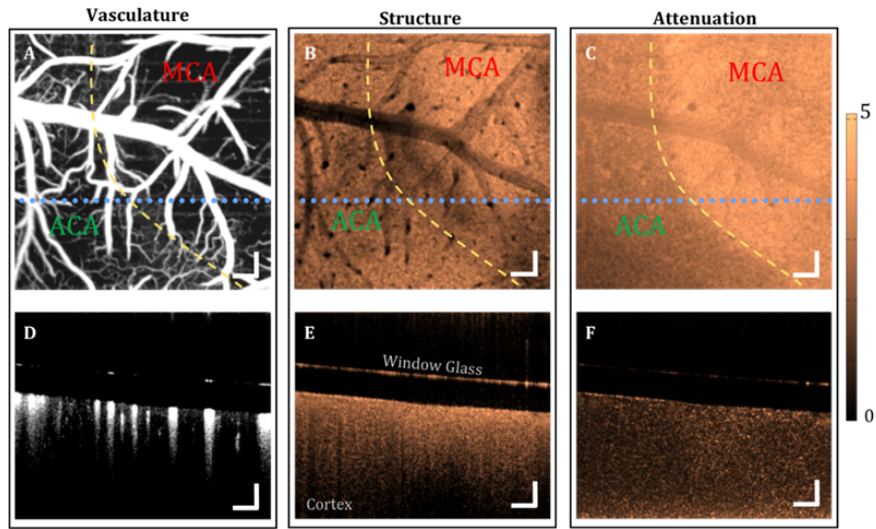 Vasculature Structure Attenuation
A B C
MCA MCA MCA
5
ACA ACA ACA
D E F
Window Glass
0
Cortex